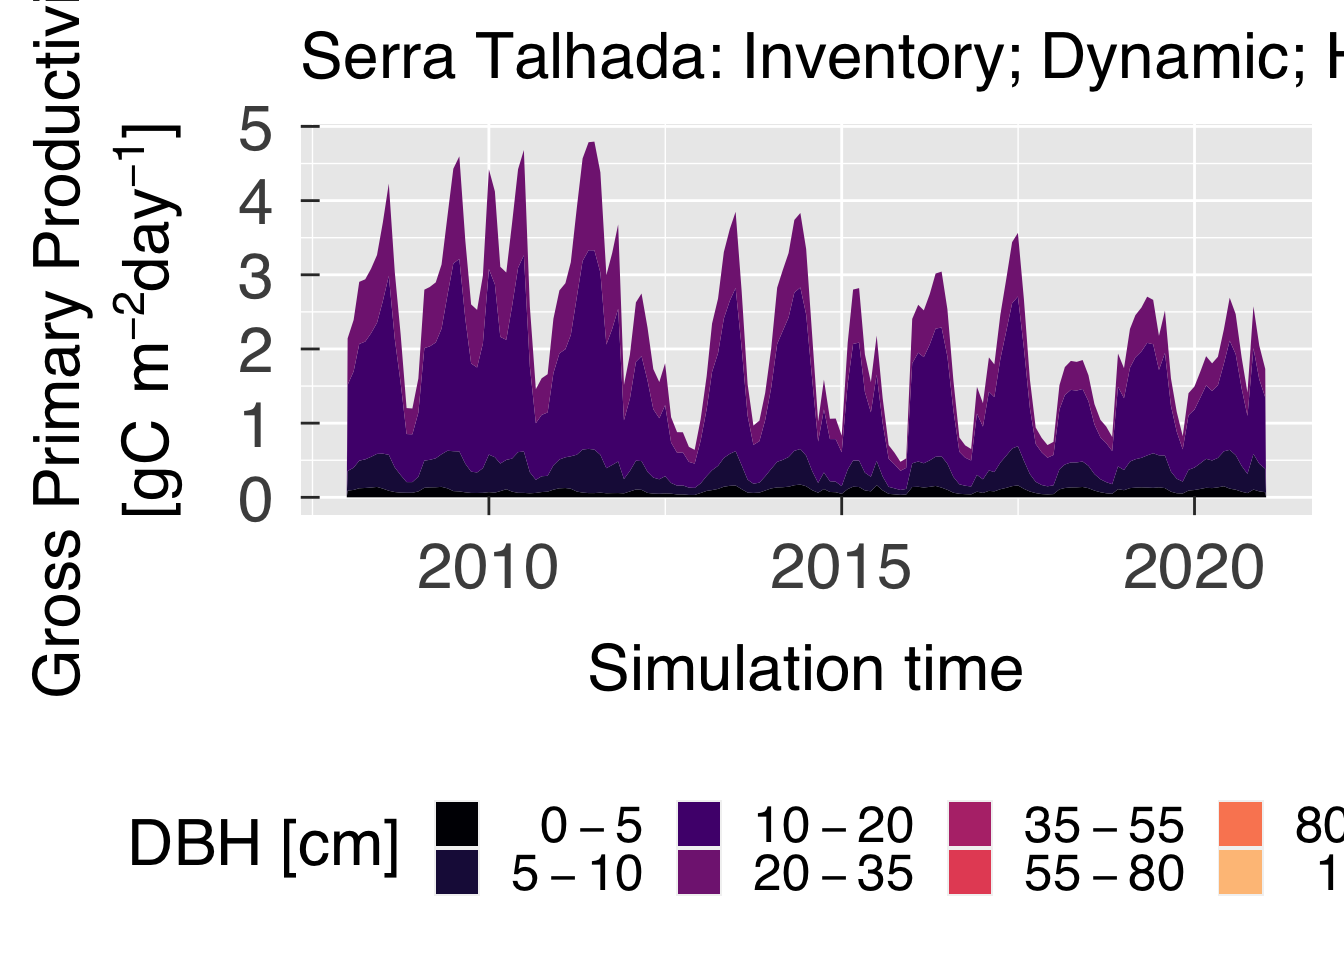 Serra Talhada: Inventory; Dynamic; H
Gross Primary Productivi
[gC m−2day−1]
5
4
3
2
1
0
2010 2015 2020
Simulation time
DBH [cm]
0 – 5 10 – 20 35 – 55 80
5 – 10 20 – 35 55 – 80 1